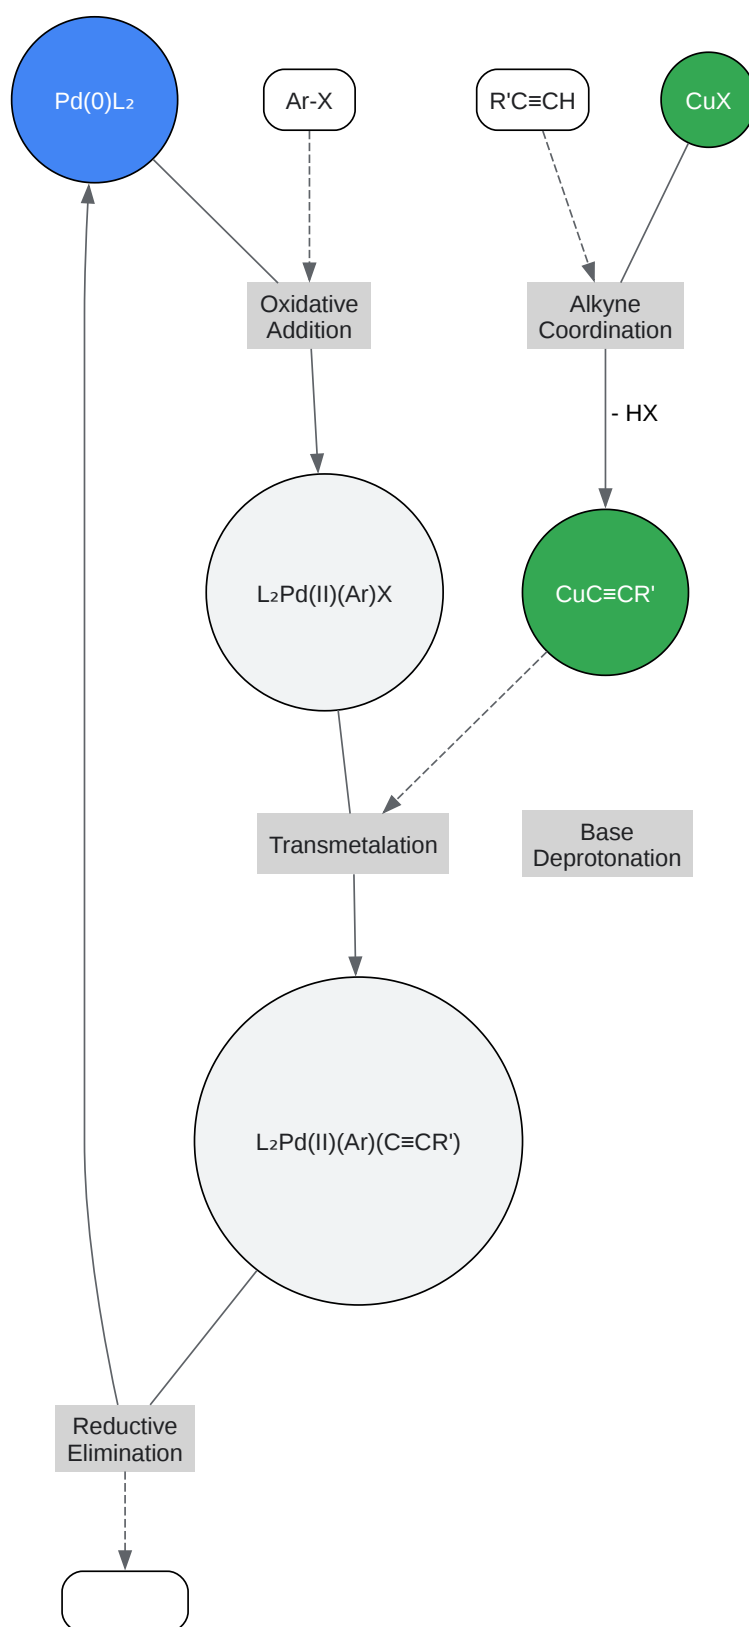 Pd(0)L₂
Ar-X
R'C≡CH
CuX
Oxidative
Addition
Alkyne
Coordination
- HX
L₂Pd(II)(Ar)X
CuC≡CR'
Transmetalation
Base
Deprotonation
L₂Pd(II)(Ar)(C≡CR')
Reductive
Elimination